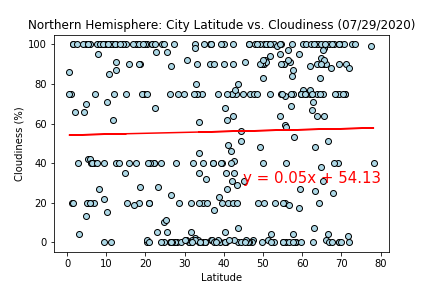 Northern Hemisphere: City Latitude vs. Cloudiness (07/29/2020)
Cloudiness (%)
100
80
60
40
20
0
y = 0.05x + 54.13
0 10 20 30 40 50 60 70 80
Latitude